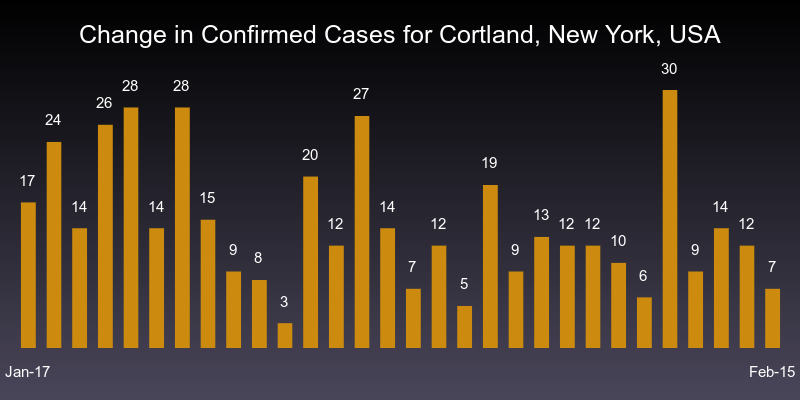 Change in Confirmed Cases for Cortland, New York, USA
17 24 14 26 28 14 28 15 9 8 3 20 12 27 14 7 12 5 19 9 13 12 12 10 6 30 9 14 12 7
Jan-17 Feb-15